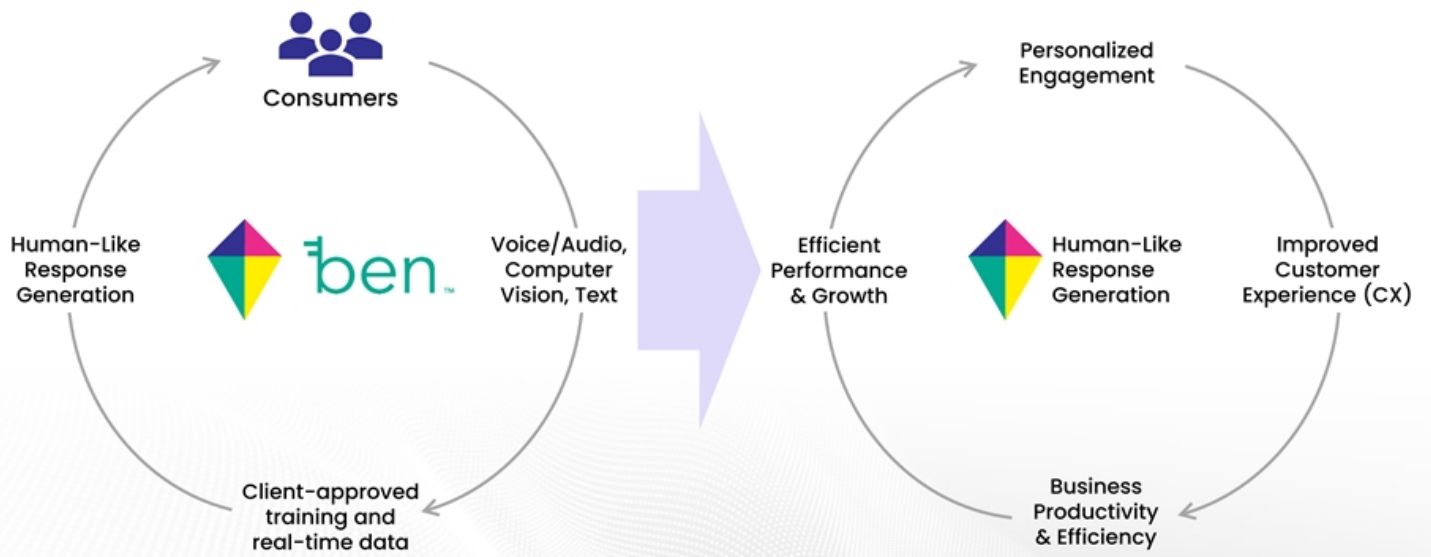 Consumers
Human-Like
Response
Generation
ben™
Voice/Audio,
Computer
Vision, Text
Client-approved
training and
real-time data
Personalized
Engagement
Efficient
Performance
& Growth
Human-Like
Response
Generation
Improved
Customer
Experience (CX)
Business
Productivity
& Efficiency